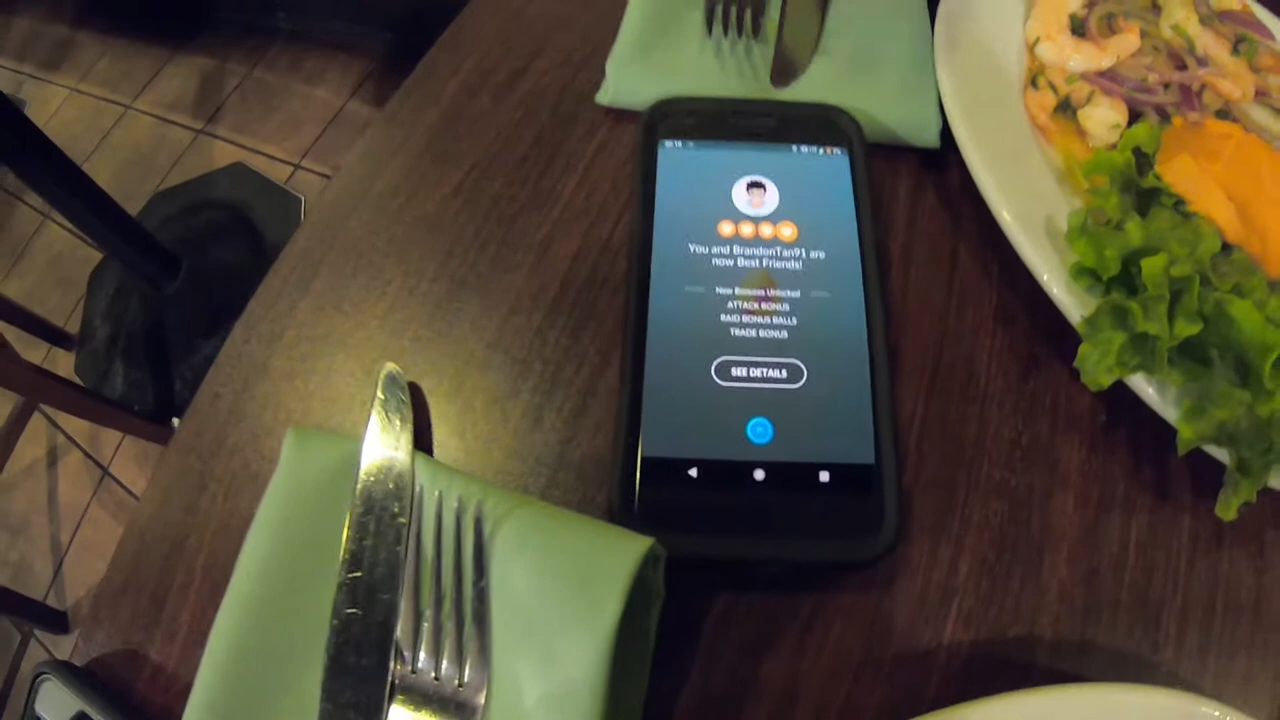 You and BrandonTan91 are
now Best Friends!
New Bonuses Unlocked
ATTACK BONUS
RAID BONUS BALLS
TRADE BONUS
SEE DETAILS